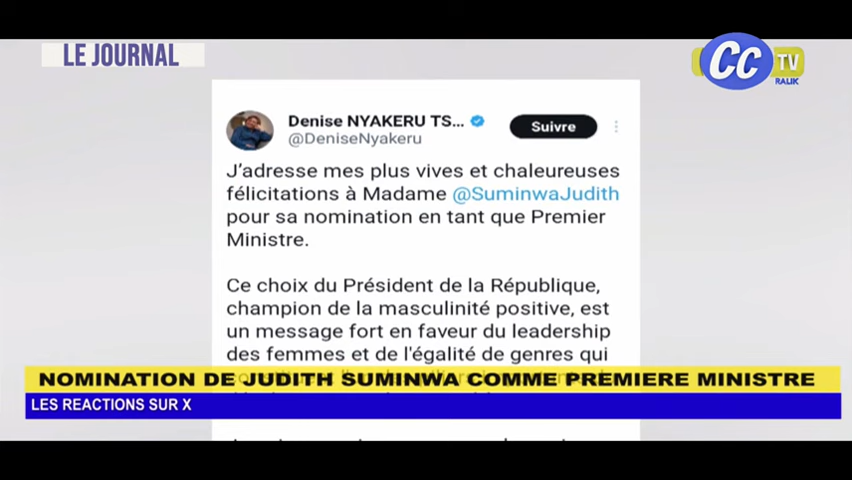 LE JOURNAL
CC TV
RALIK
Denise NYAKERU TS...
@DeniseNyakeru
Suivre
J'adresse mes plus vives et chaleureuses
félicitations à Madame @SuminwaJudith
pour sa nomination en tant que Premier
Ministre.
Ce choix du Président de la République,
champion de la masculinité positive, est
un message fort en faveur du leadership
des femmes et de l'égalité de genres qui
NOMINATION DE JUDITH SUMINWA COMME PREMIERE MINISTRE
LES REACTIONS SUR X